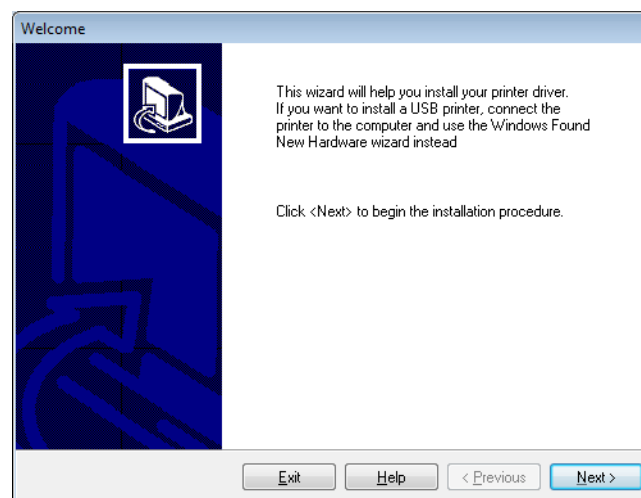 Welcome
This wizard will help you install your printer driver.
If you want to install a USB printer, connect the
printer to the computer and use the Windows Found
New Hardware wizard instead
Click <Next> to begin the installation procedure.
Exit
Help
< Previous
Next >